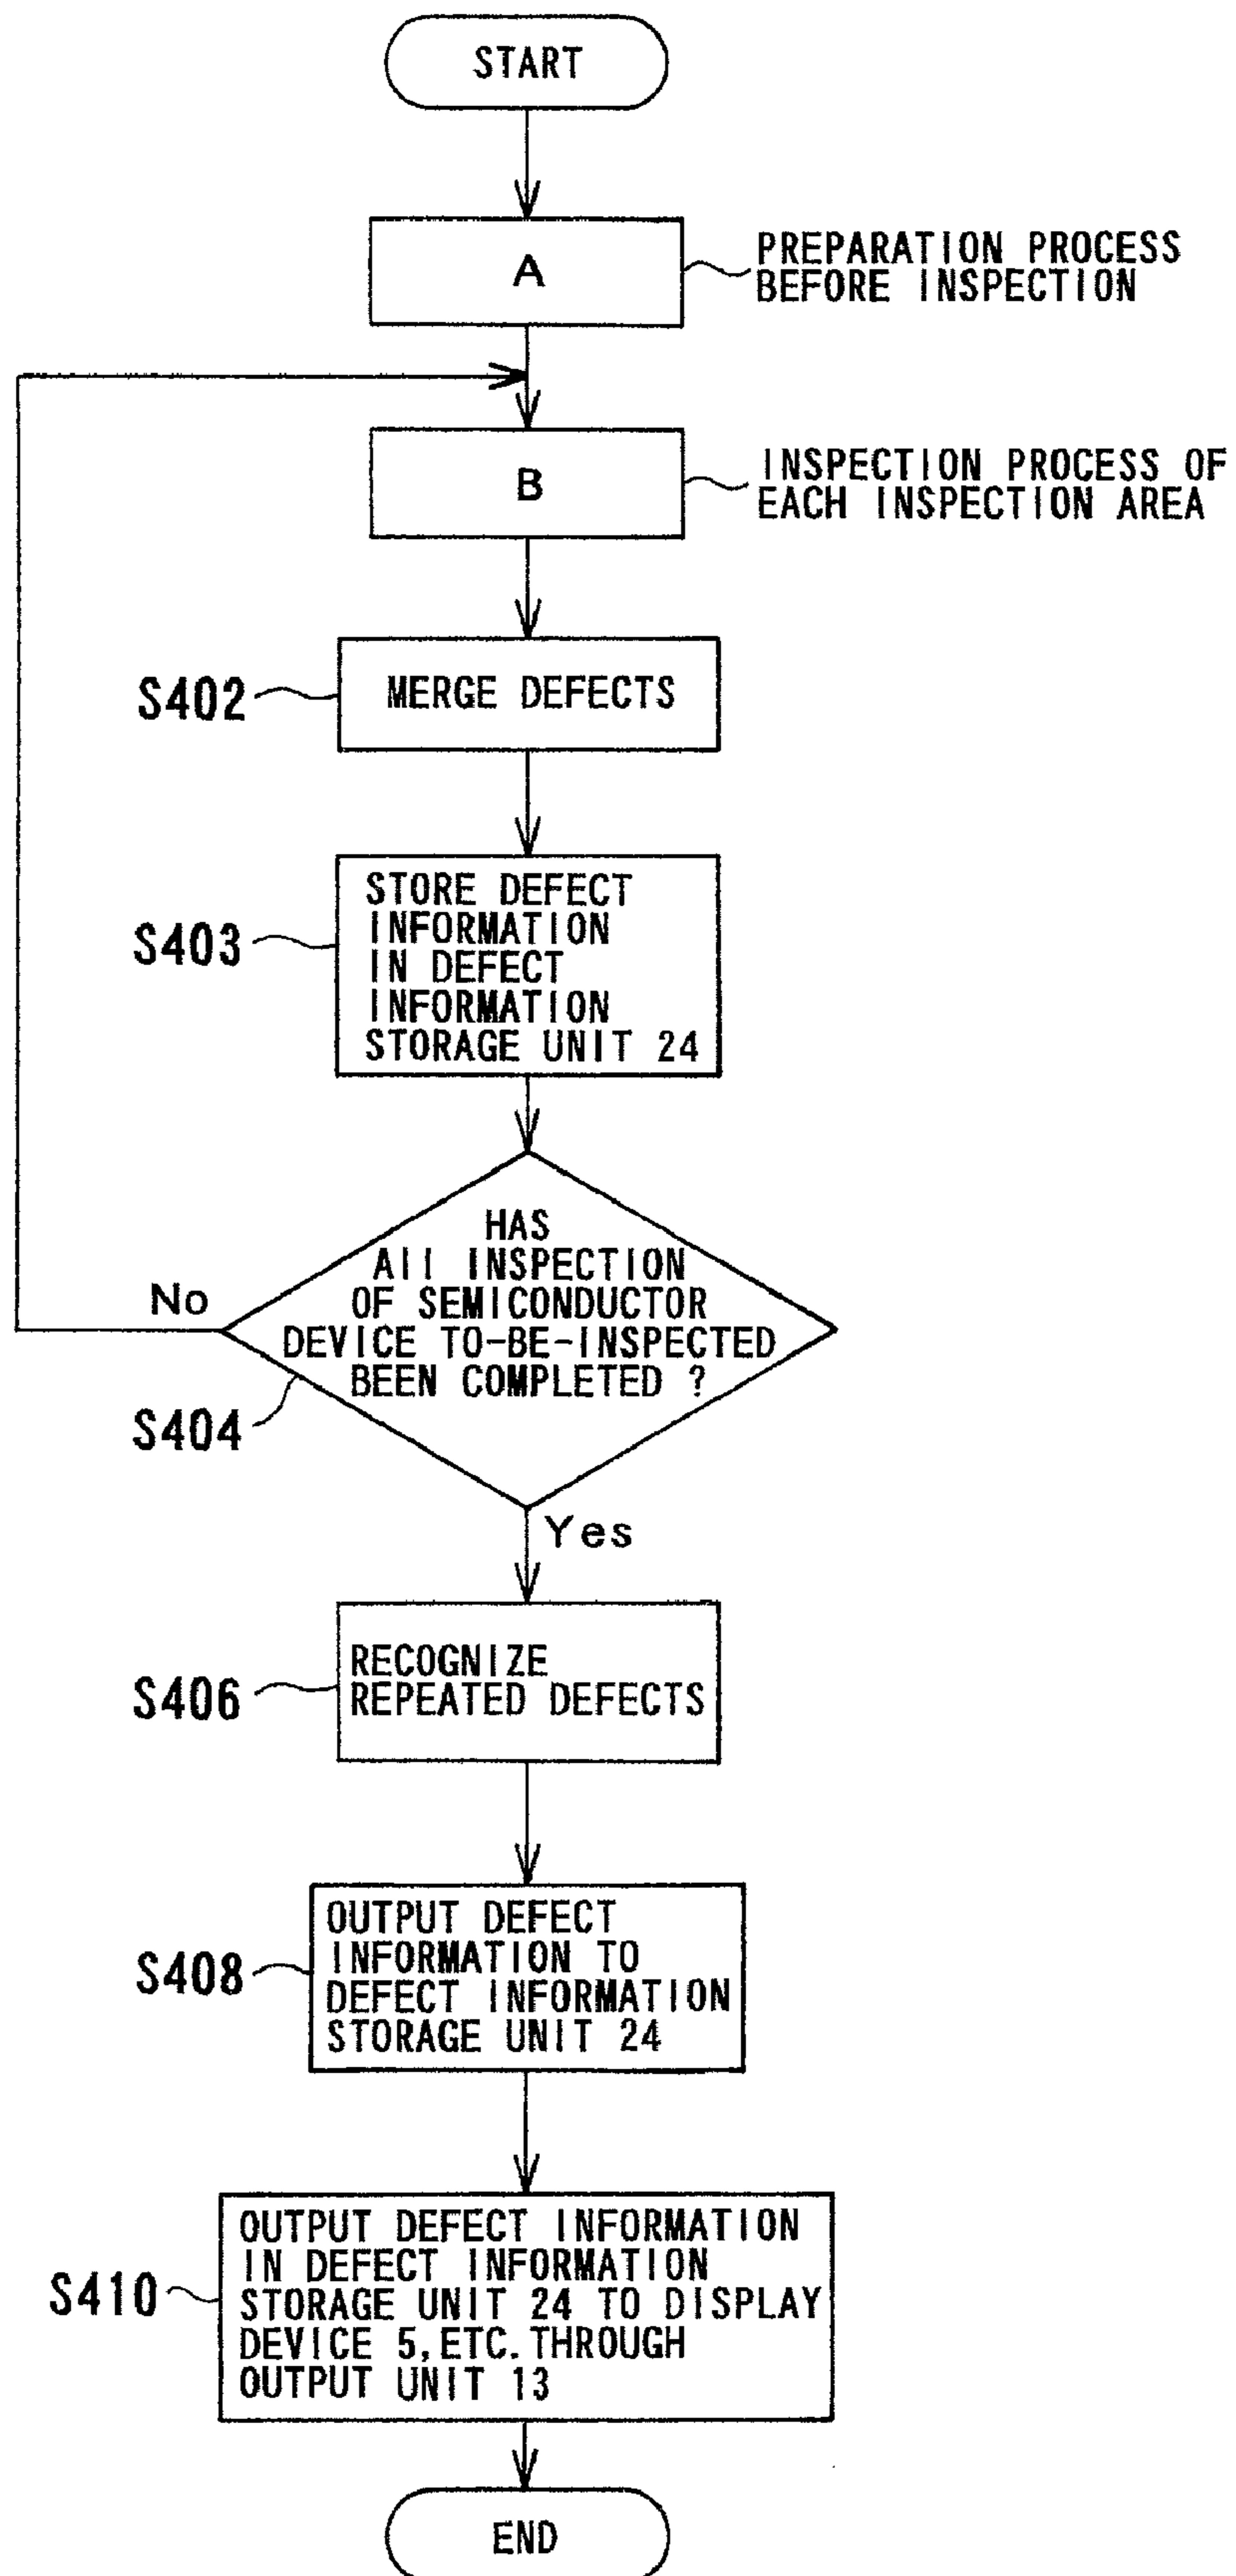 START
A
PREPARATION PROCESS
BEFORE INSPECTION
B
INSPECTION PROCESS OF
EACH INSPECTION AREA
S402
MERGE DEFECTS
S403
STORE DEFECT
INFORMATION
IN DEFECT
INFORMATION
STORAGE UNIT 24
HAS
All INSPECTION
OF SEMICONDUCTOR
DEVICE TO-BE-INSPECTED
BEEN COMPLETED ?
No
S404
Yes
S406
RECOGNIZE
REPEATED DEFECTS
S408
OUTPUT DEFECT
INFORMATION TO
DEFECT INFORMATION
STORAGE UNIT 24
S410
OUTPUT DEFECT INFORMATION
IN DEFECT INFORMATION
STORAGE UNIT 24 TO DISPLAY
DEVICE 5, ETC. THROUGH
OUTPUT UNIT 13
END